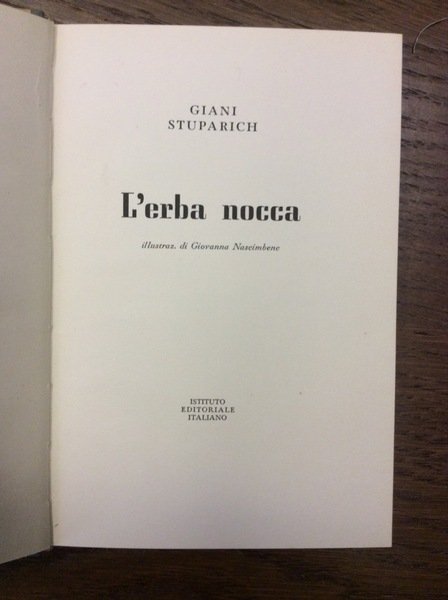 GIANI
STUPARICH
L'erba nocca
illustraz. di Giovanna Nascimbene
ISTITUTO
EDITORIALE
ITALIANO